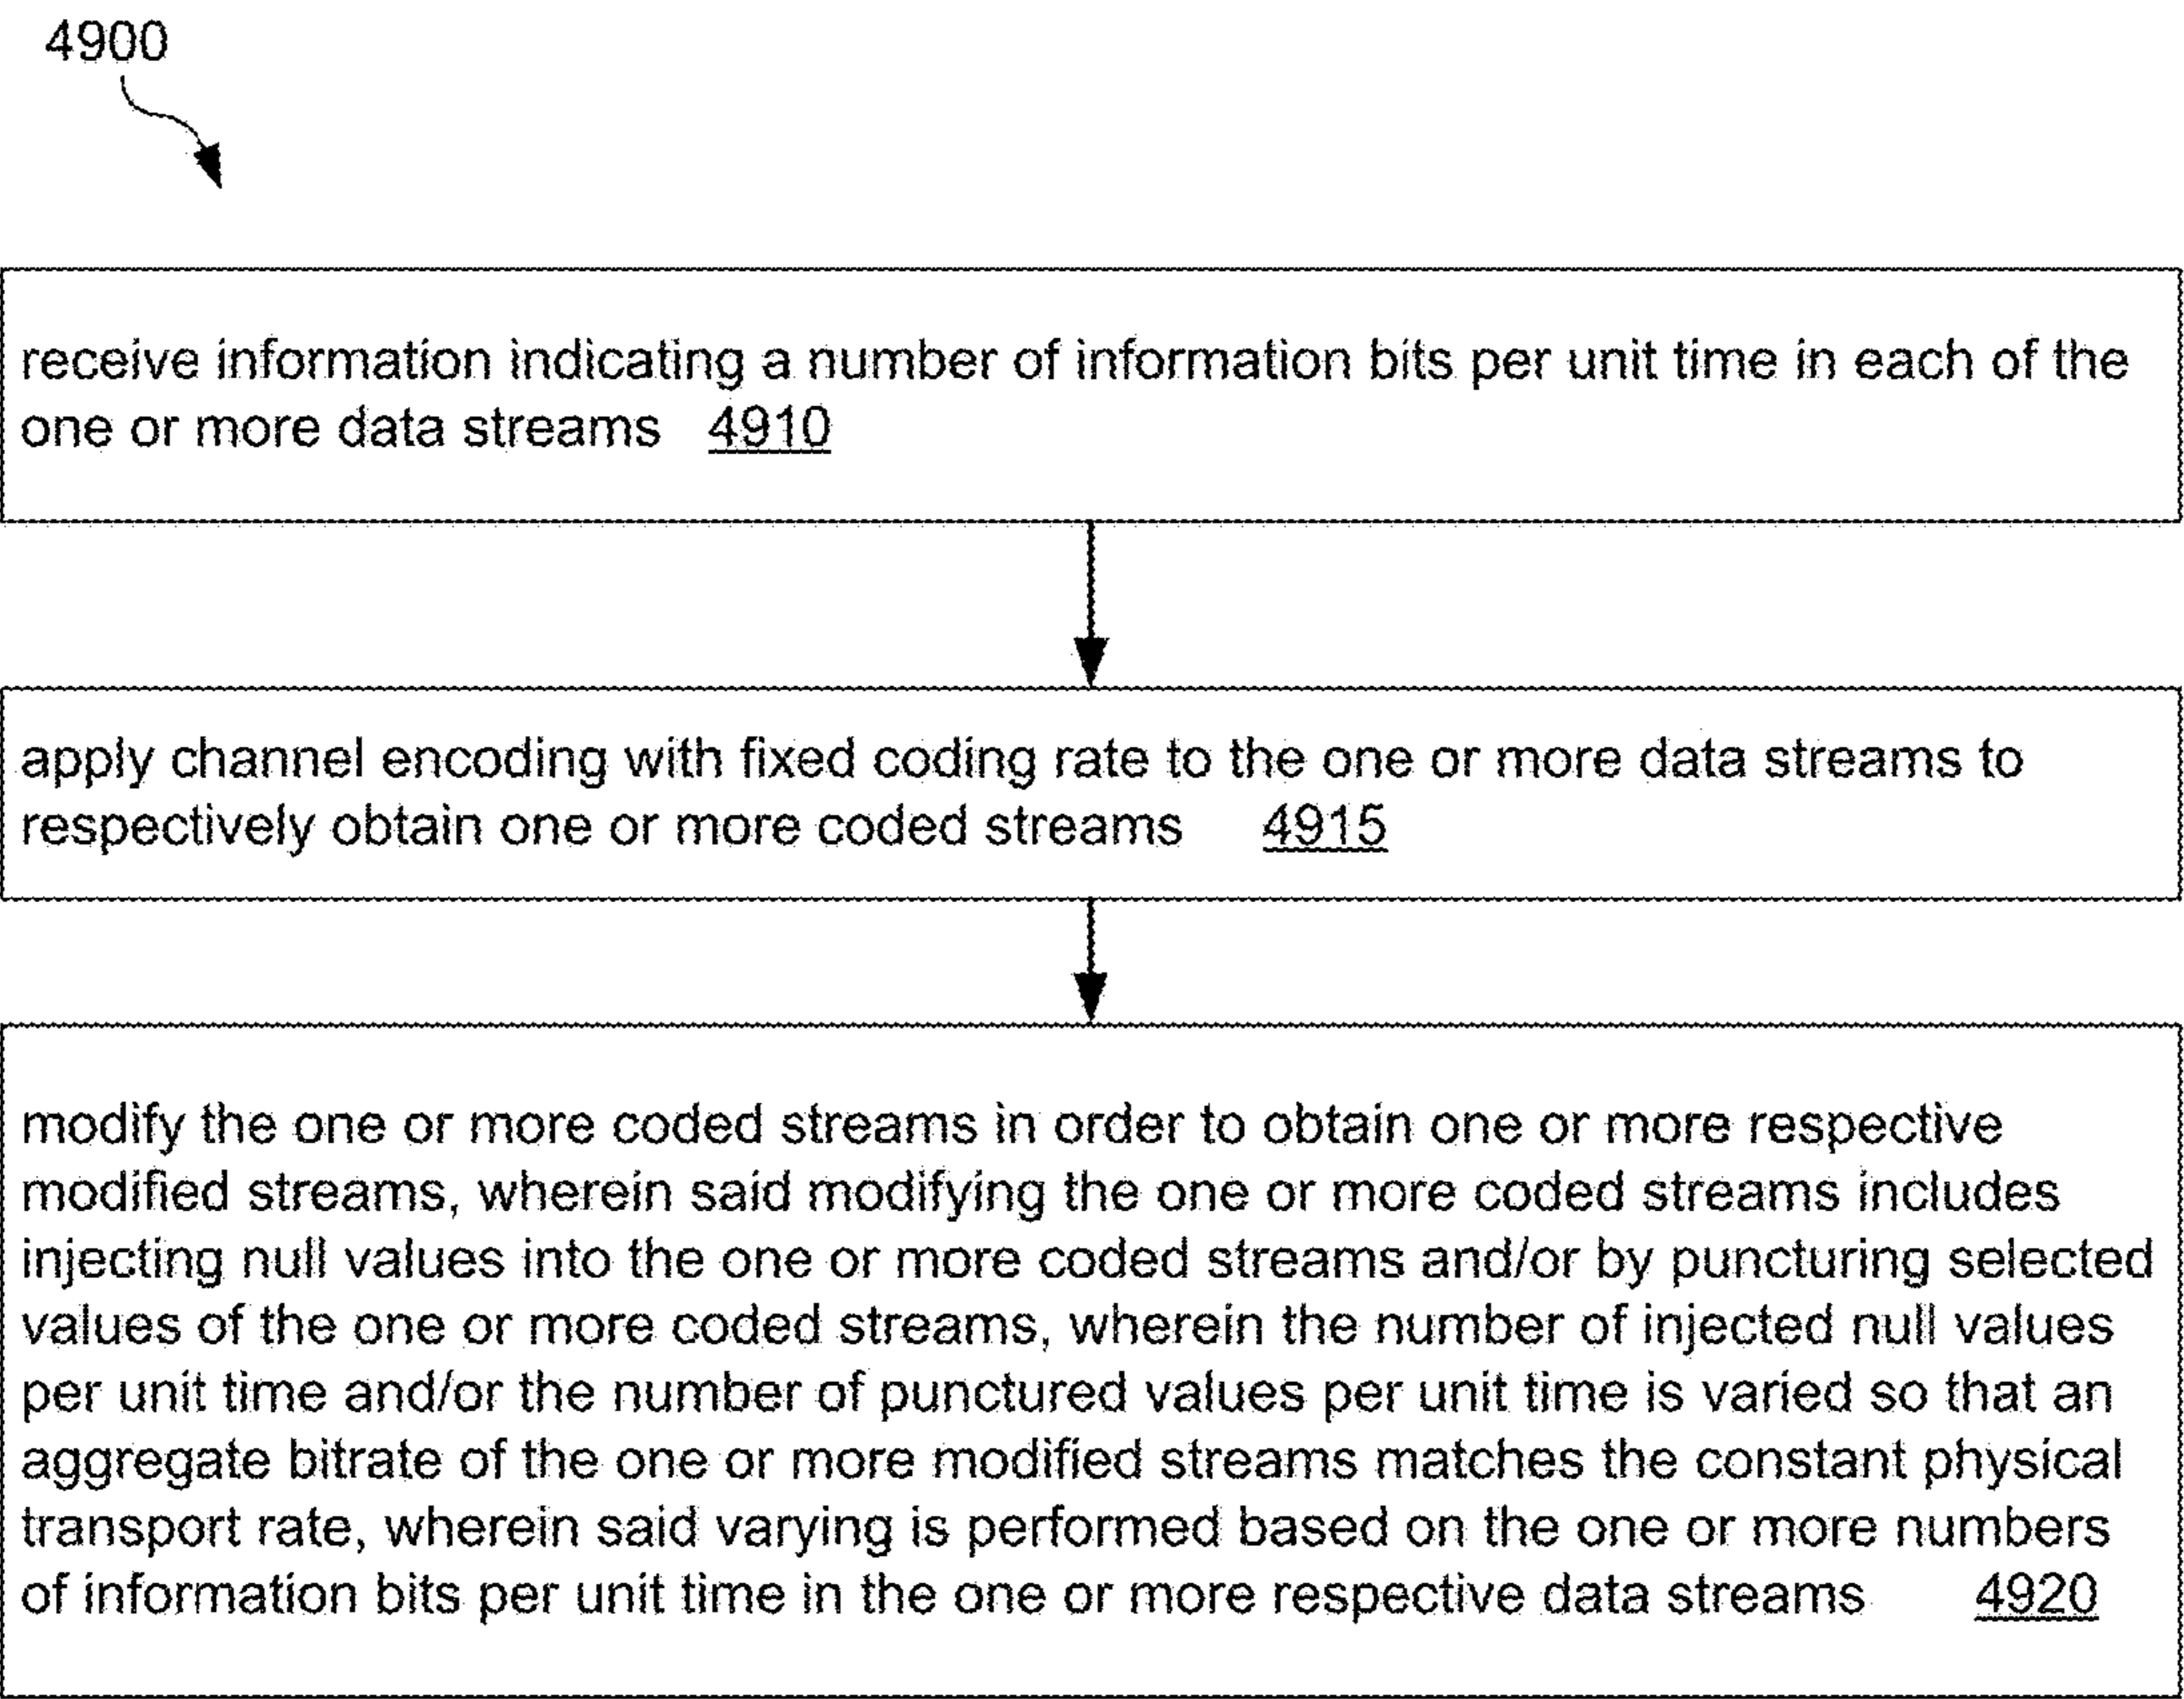 4900
receive information indicating a number of information bits per unit time in each of the
one or more data streams 4910
apply channel encoding with fixed coding rate to the one or more data streams to
respectively obtain one or more coded streams 4915
modify the one or more coded streams in order to obtain one or more respective
modified streams, wherein said modifying the one or more coded streams includes
injecting null values into the one or more coded streams and/or by puncturing selected
values of the one or more coded streams, wherein the number of injected null values
per unit time and/or the number of punctured values per unit time is varied so that an
aggregate bitrate of the one or more modified streams matches the constant physical
transport rate, wherein said varying is performed based on the one or more numbers
of information bits per unit time in the one or more respective data streams 4920